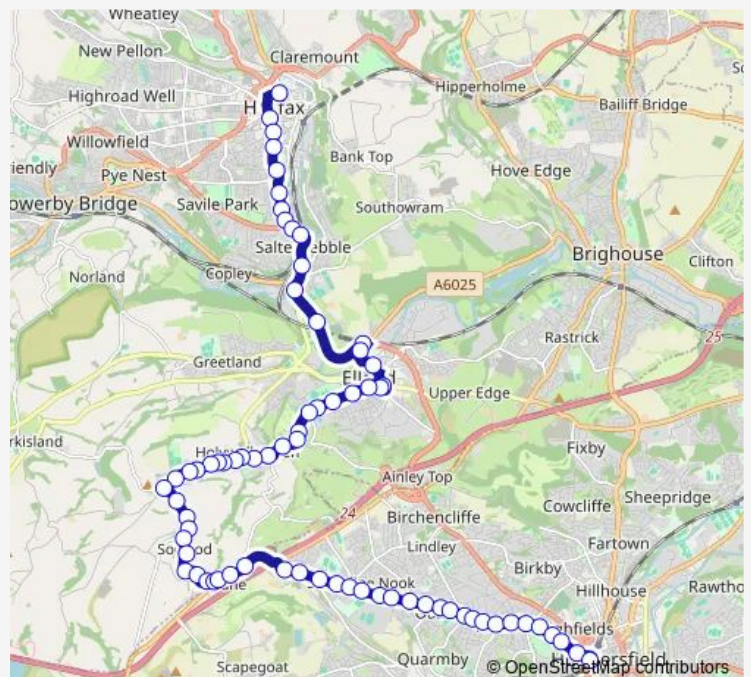 Wheatley
New Pellon
Claremount
Hipperholme
Highroad Well
Bailiff Bridge
Willowfield
Bank Top
Hove Edge
Pye Nest
Savile Park
Southowram
Brighouse
Clifton
Norland
Copley
A6025
Rastrick
25
Greetland
Upper Edge
Fixby
Ainley Top
Sheepridge
Cowcliffe
24
Birchencliffe
Lindley
Fartown
Birkby
Hillhouse
Scapegoat
Quarmby
© OpenStreetMap contributors